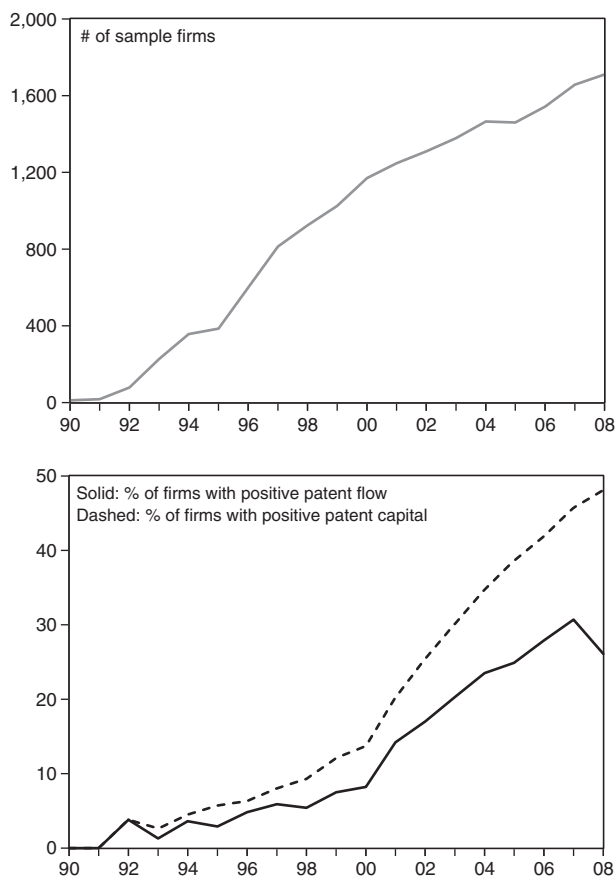 2,000
# of sample firms
1,600
1,200
800
400
0
90 92 94 96 98 00 02 04 06 08
50
Solid: % of firms with positive patent flow
Dashed: % of firms with positive patent capital
40
30
20
10
0
90 92 94 96 98 00 02 04 06 08